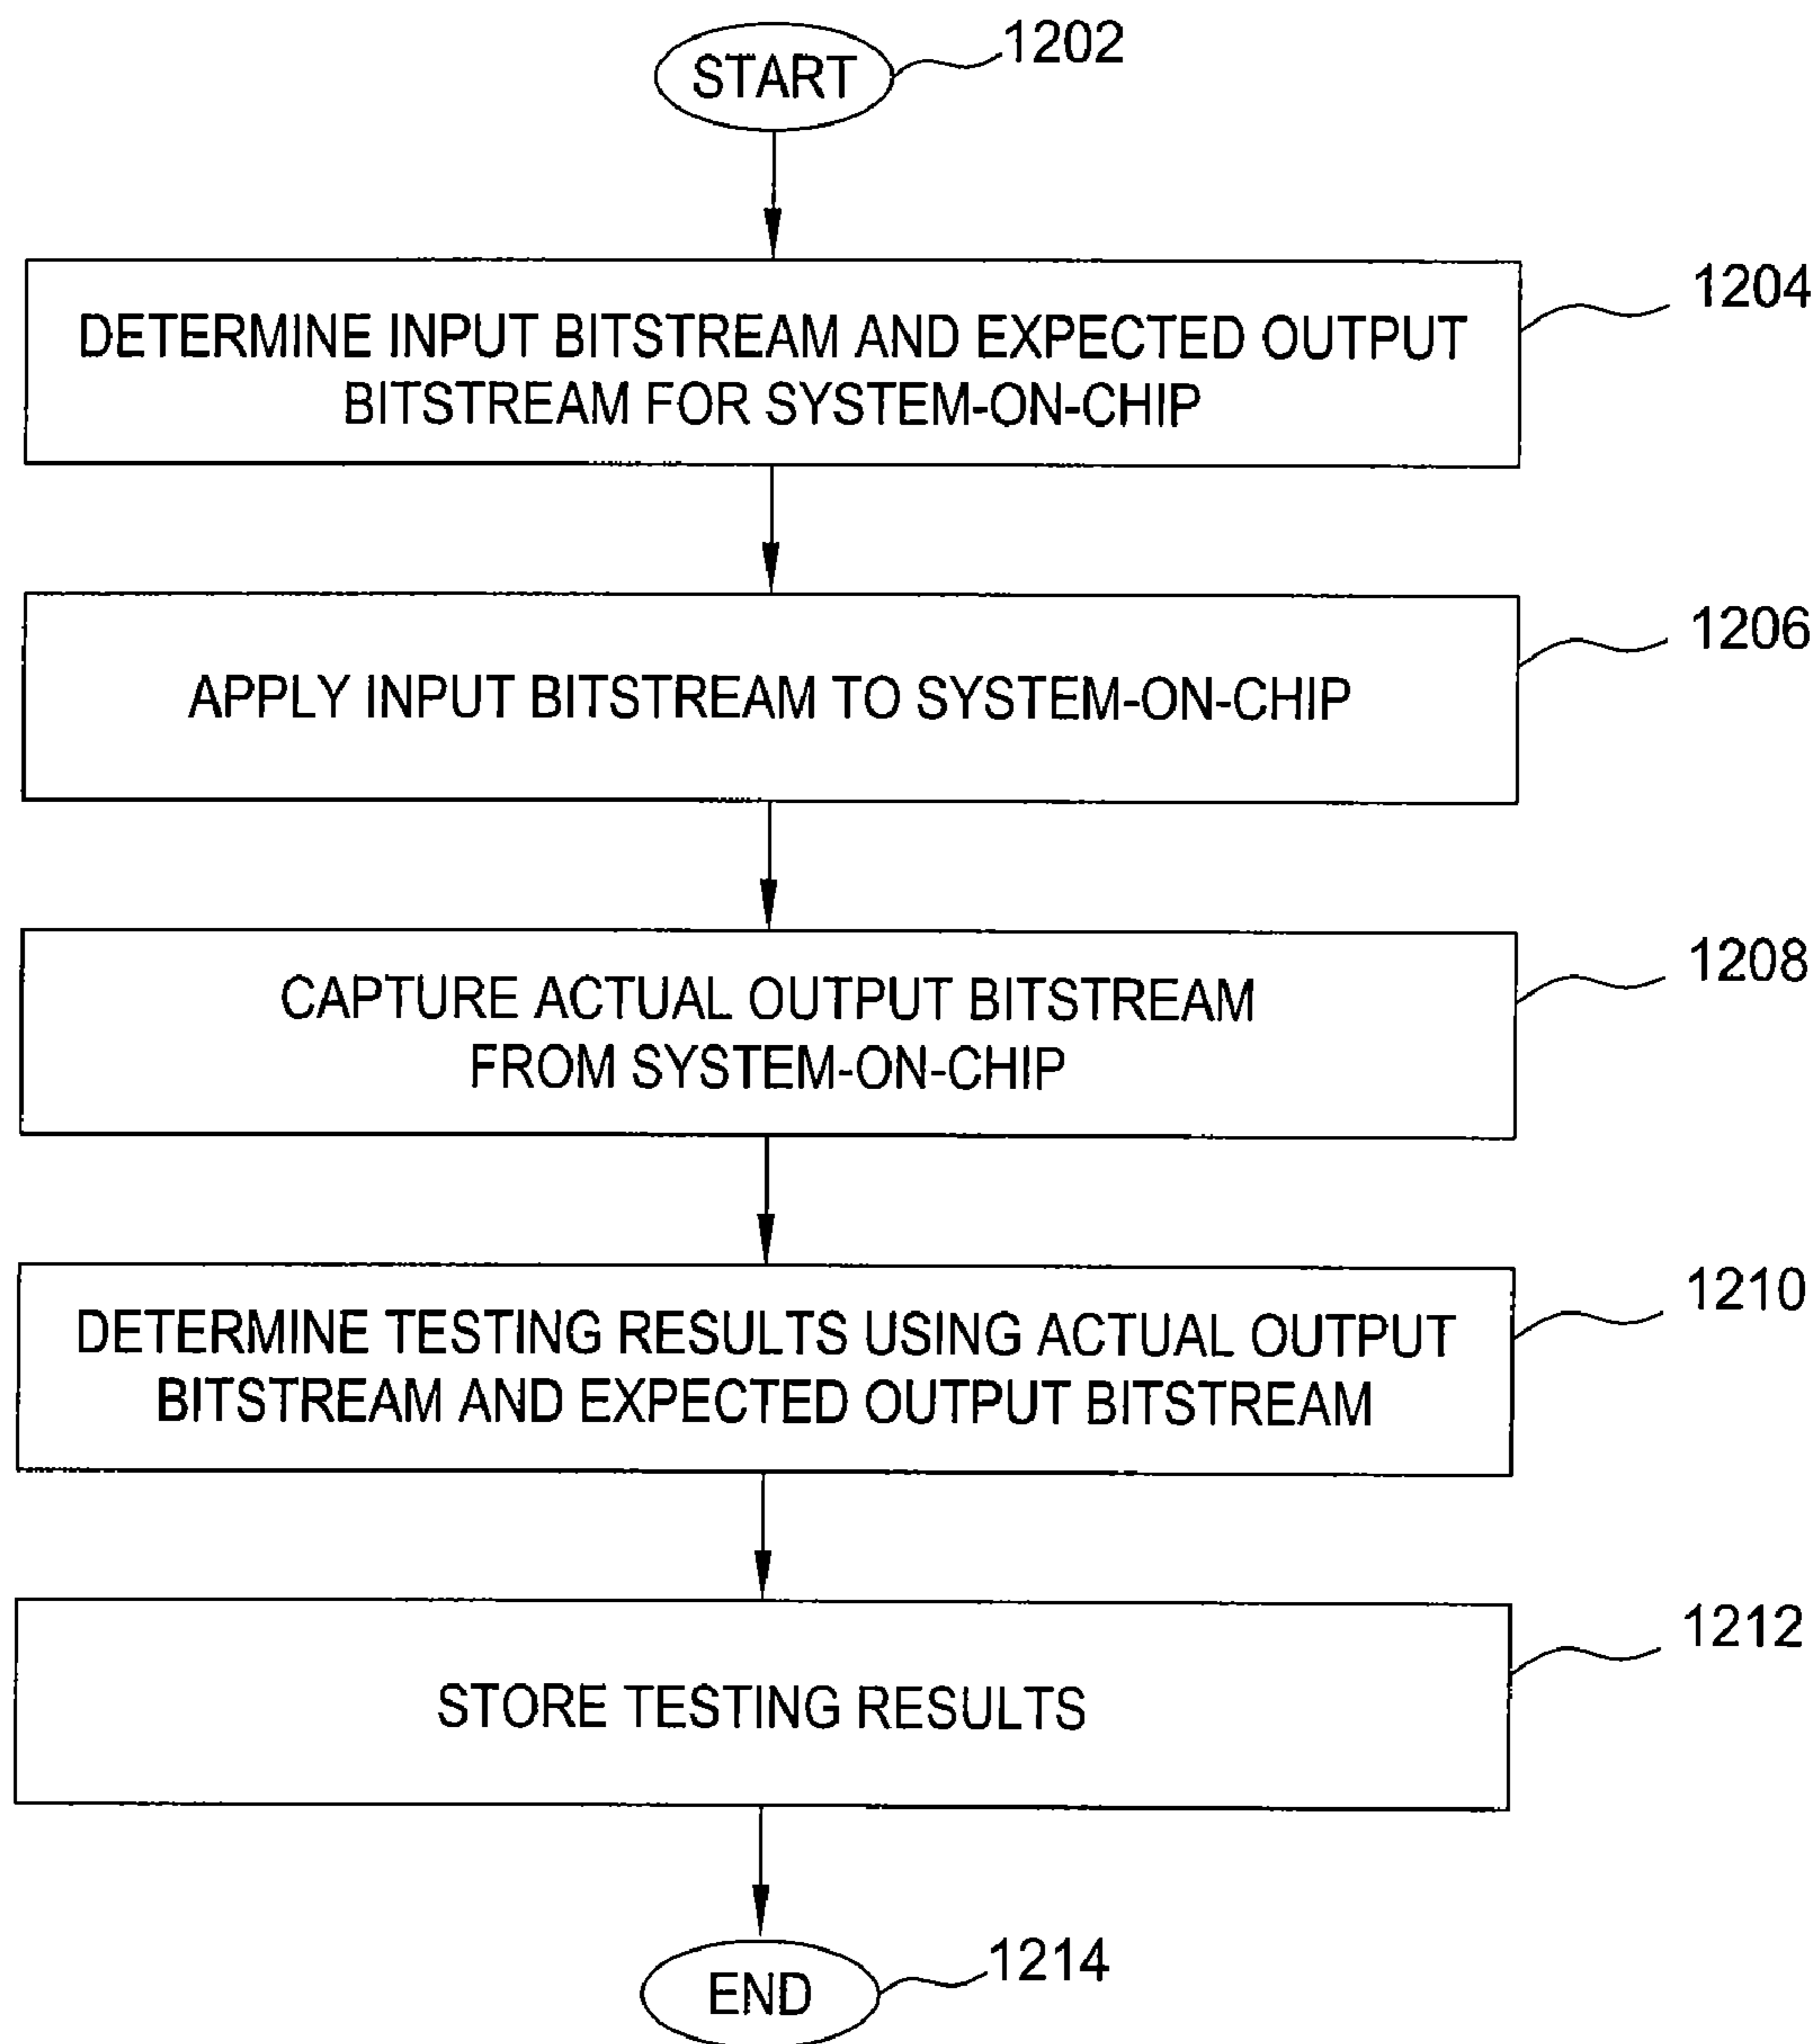 START
1202
DETERMINE INPUT BITSTREAM AND EXPECTED OUTPUT
BITSTREAM FOR SYSTEM-ON-CHIP
1204
APPLY INPUT BITSTREAM TO SYSTEM-ON-CHIP
1206
CAPTURE ACTUAL OUTPUT BITSTREAM
FROM SYSTEM-ON-CHIP
1208
DETERMINE TESTING RESULTS USING ACTUAL OUTPUT
BITSTREAM AND EXPECTED OUTPUT BITSTREAM
1210
STORE TESTING RESULTS
1212
END
1214